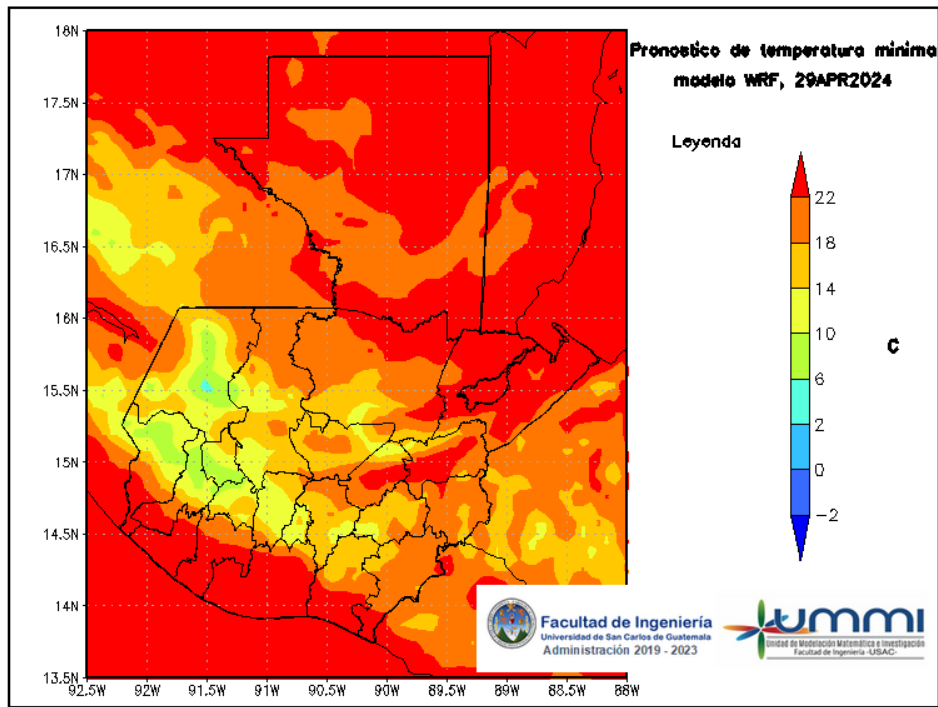 Pronostico de temperatura minima
modelo WRF, 29APR2024
Leyenda
22
18
14
10
6
2
0
−2
C
18N
17.5N
17N
16.5N
16N
15.5N
15N
14.5N
14N
13.5N
92.5W 92W 91.5W 91W 90.5W 90W 89.5W 89W 88.5W 88W
Facultad de Ingeniería
Universidad de San Carlos de Guatemala
Administración 2019 - 2023
ummi
Unidad de Modelación Matemática e Investigación
Facultad de Ingeniería -USAC-